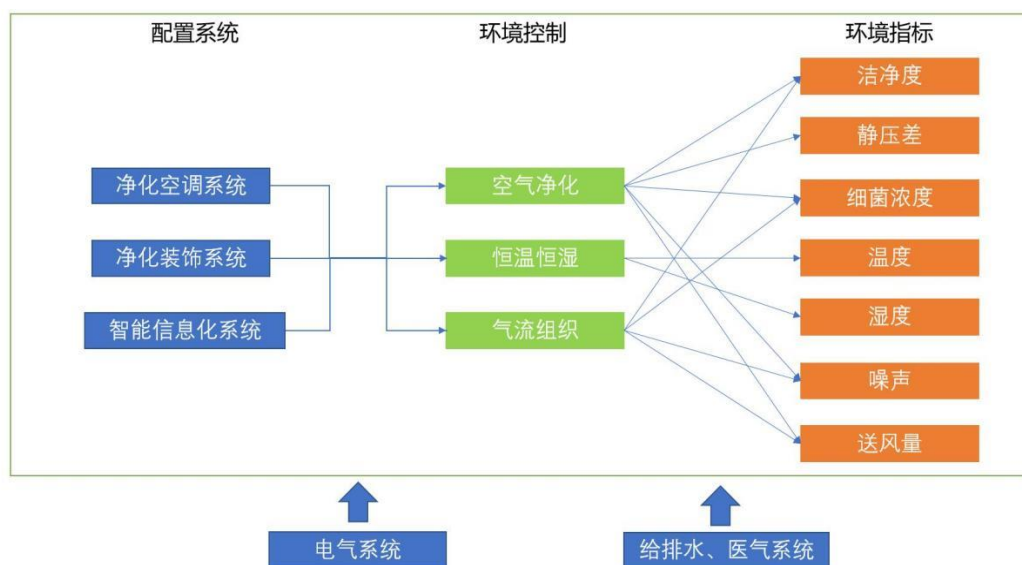 配置系统
环境控制
环境指标
净化空调系统
净化装饰系统
智能信息化系统
空气净化
恒温恒湿
气流组织
洁净度
静压差
细菌浓度
温度
湿度
噪声
送风量
电气系统
给排水、医气系统